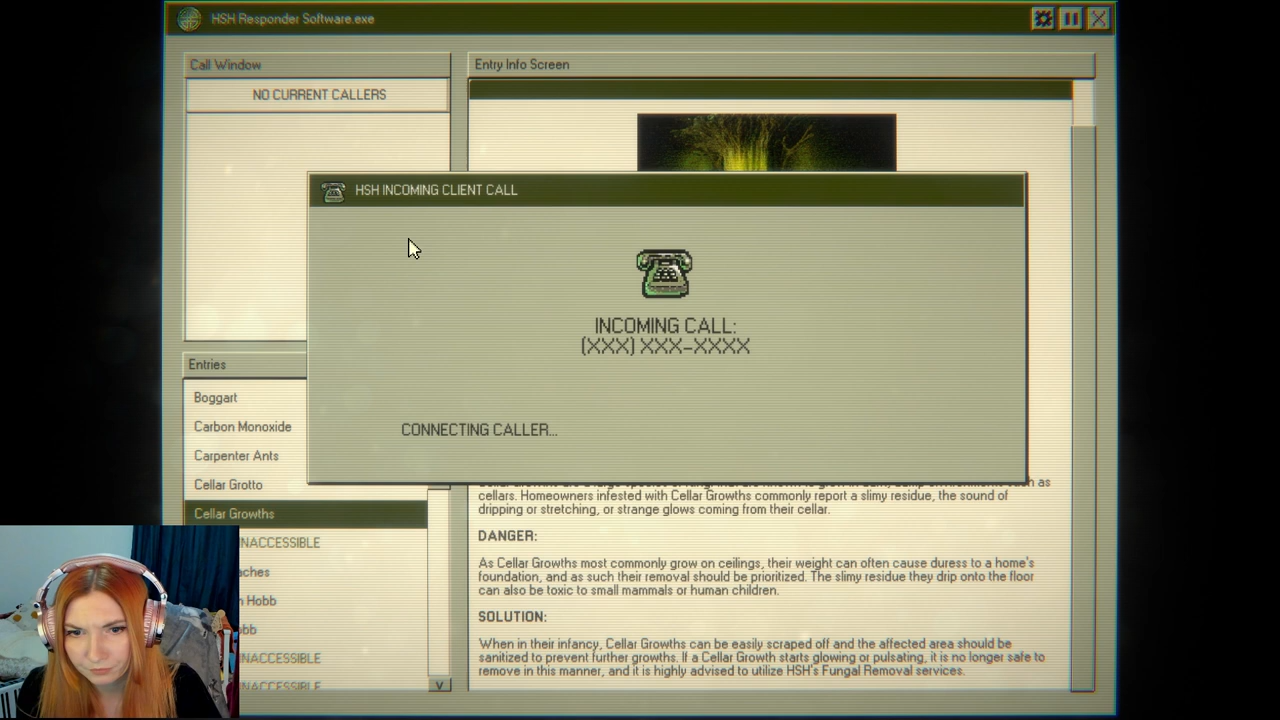 HSH Responder Software.exe
Call Window
NO CURRENT CALLERS
Entry Info Screen
HSH INCOMING CLIENT CALL
INCOMING CALL:
(XXX) XXX-XXXX
CONNECTING CALLER...
Entries
Boggart
Carbon Monoxide
Carpenter Ants
Cellar Grotto
Cellar Growths
NACCESSIBLE
aches
Hobb
obb
NACCESSIBLE
NACCESSIBLE
as
cellars. Homeowners infested with Cellar Growths commonly report a slimy residue, the sound of
dripping or stretching, or strange glows coming from their cellar.
DANGER:
As Cellar Growths most commonly grow on ceilings, their weight can often cause duress to a home's
foundation, and as such their removal should be prioritized. The slimy residue they drip onto the floor
can also be toxic to small mammals or human children.
SOLUTION:
When in their infancy, Cellar Growths can be easily scraped off and the affected area should be
sanitized to prevent further growths. If a Cellar Growth starts glowing or pulsating, it is no longer safe to
remove in this manner, and it is highly advised to utilize HSH's Fungal Removal services.